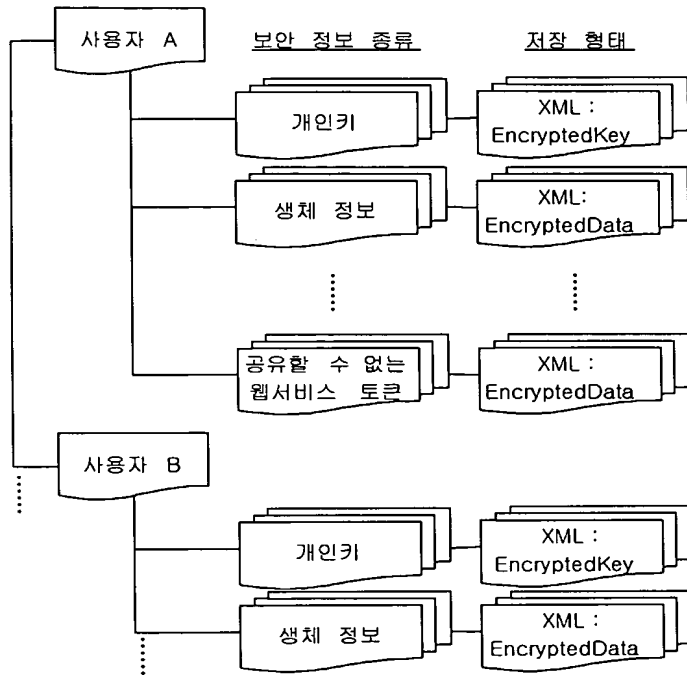 사용자 A
보안 정보 종류
저장 형태
개인키
XML :
EncryptedKey
생체 정보
XML:
EncryptedData
공유할 수 없는
웹서비스 토큰
XML :
EncryptedData
사용자 B
개인키
XML :
EncryptedKey
생체 정보
XML :
EncryptedData